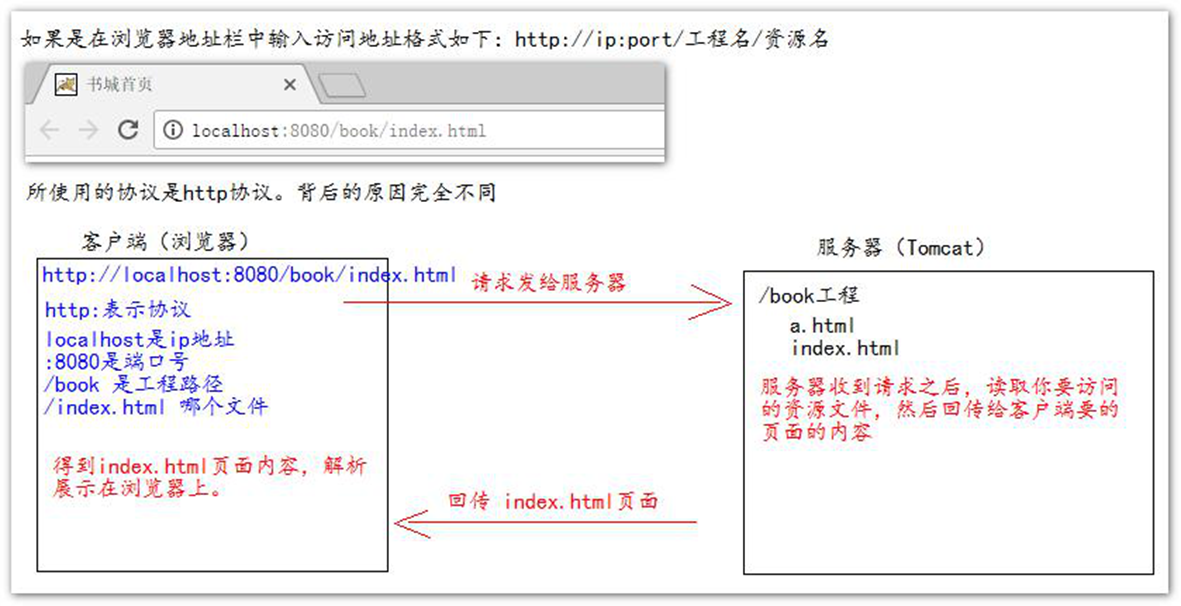 如果是在浏览器地址栏中输入访问地址格式如下：http://ip:port/工程名/资源名
书城首页
localhost:8080/book/index.html
所使用的协议是http协议。背后的原因完全不同
客户端（浏览器）
服务器（Tomcat）
http://localhost:8080/book/index.html
http:表示协议
localhost是ip地址
:8080是端口号
/book 是工程路径
/index.html 哪个文件
得到index.html页面内容，解析
展示在浏览器上。
请求发给服务器
回传 index.html页面
/book工程
a.html
index.html
服务器收到请求之后，读取你要访问
的资源文件，然后回传给客户端要的
页面的内容